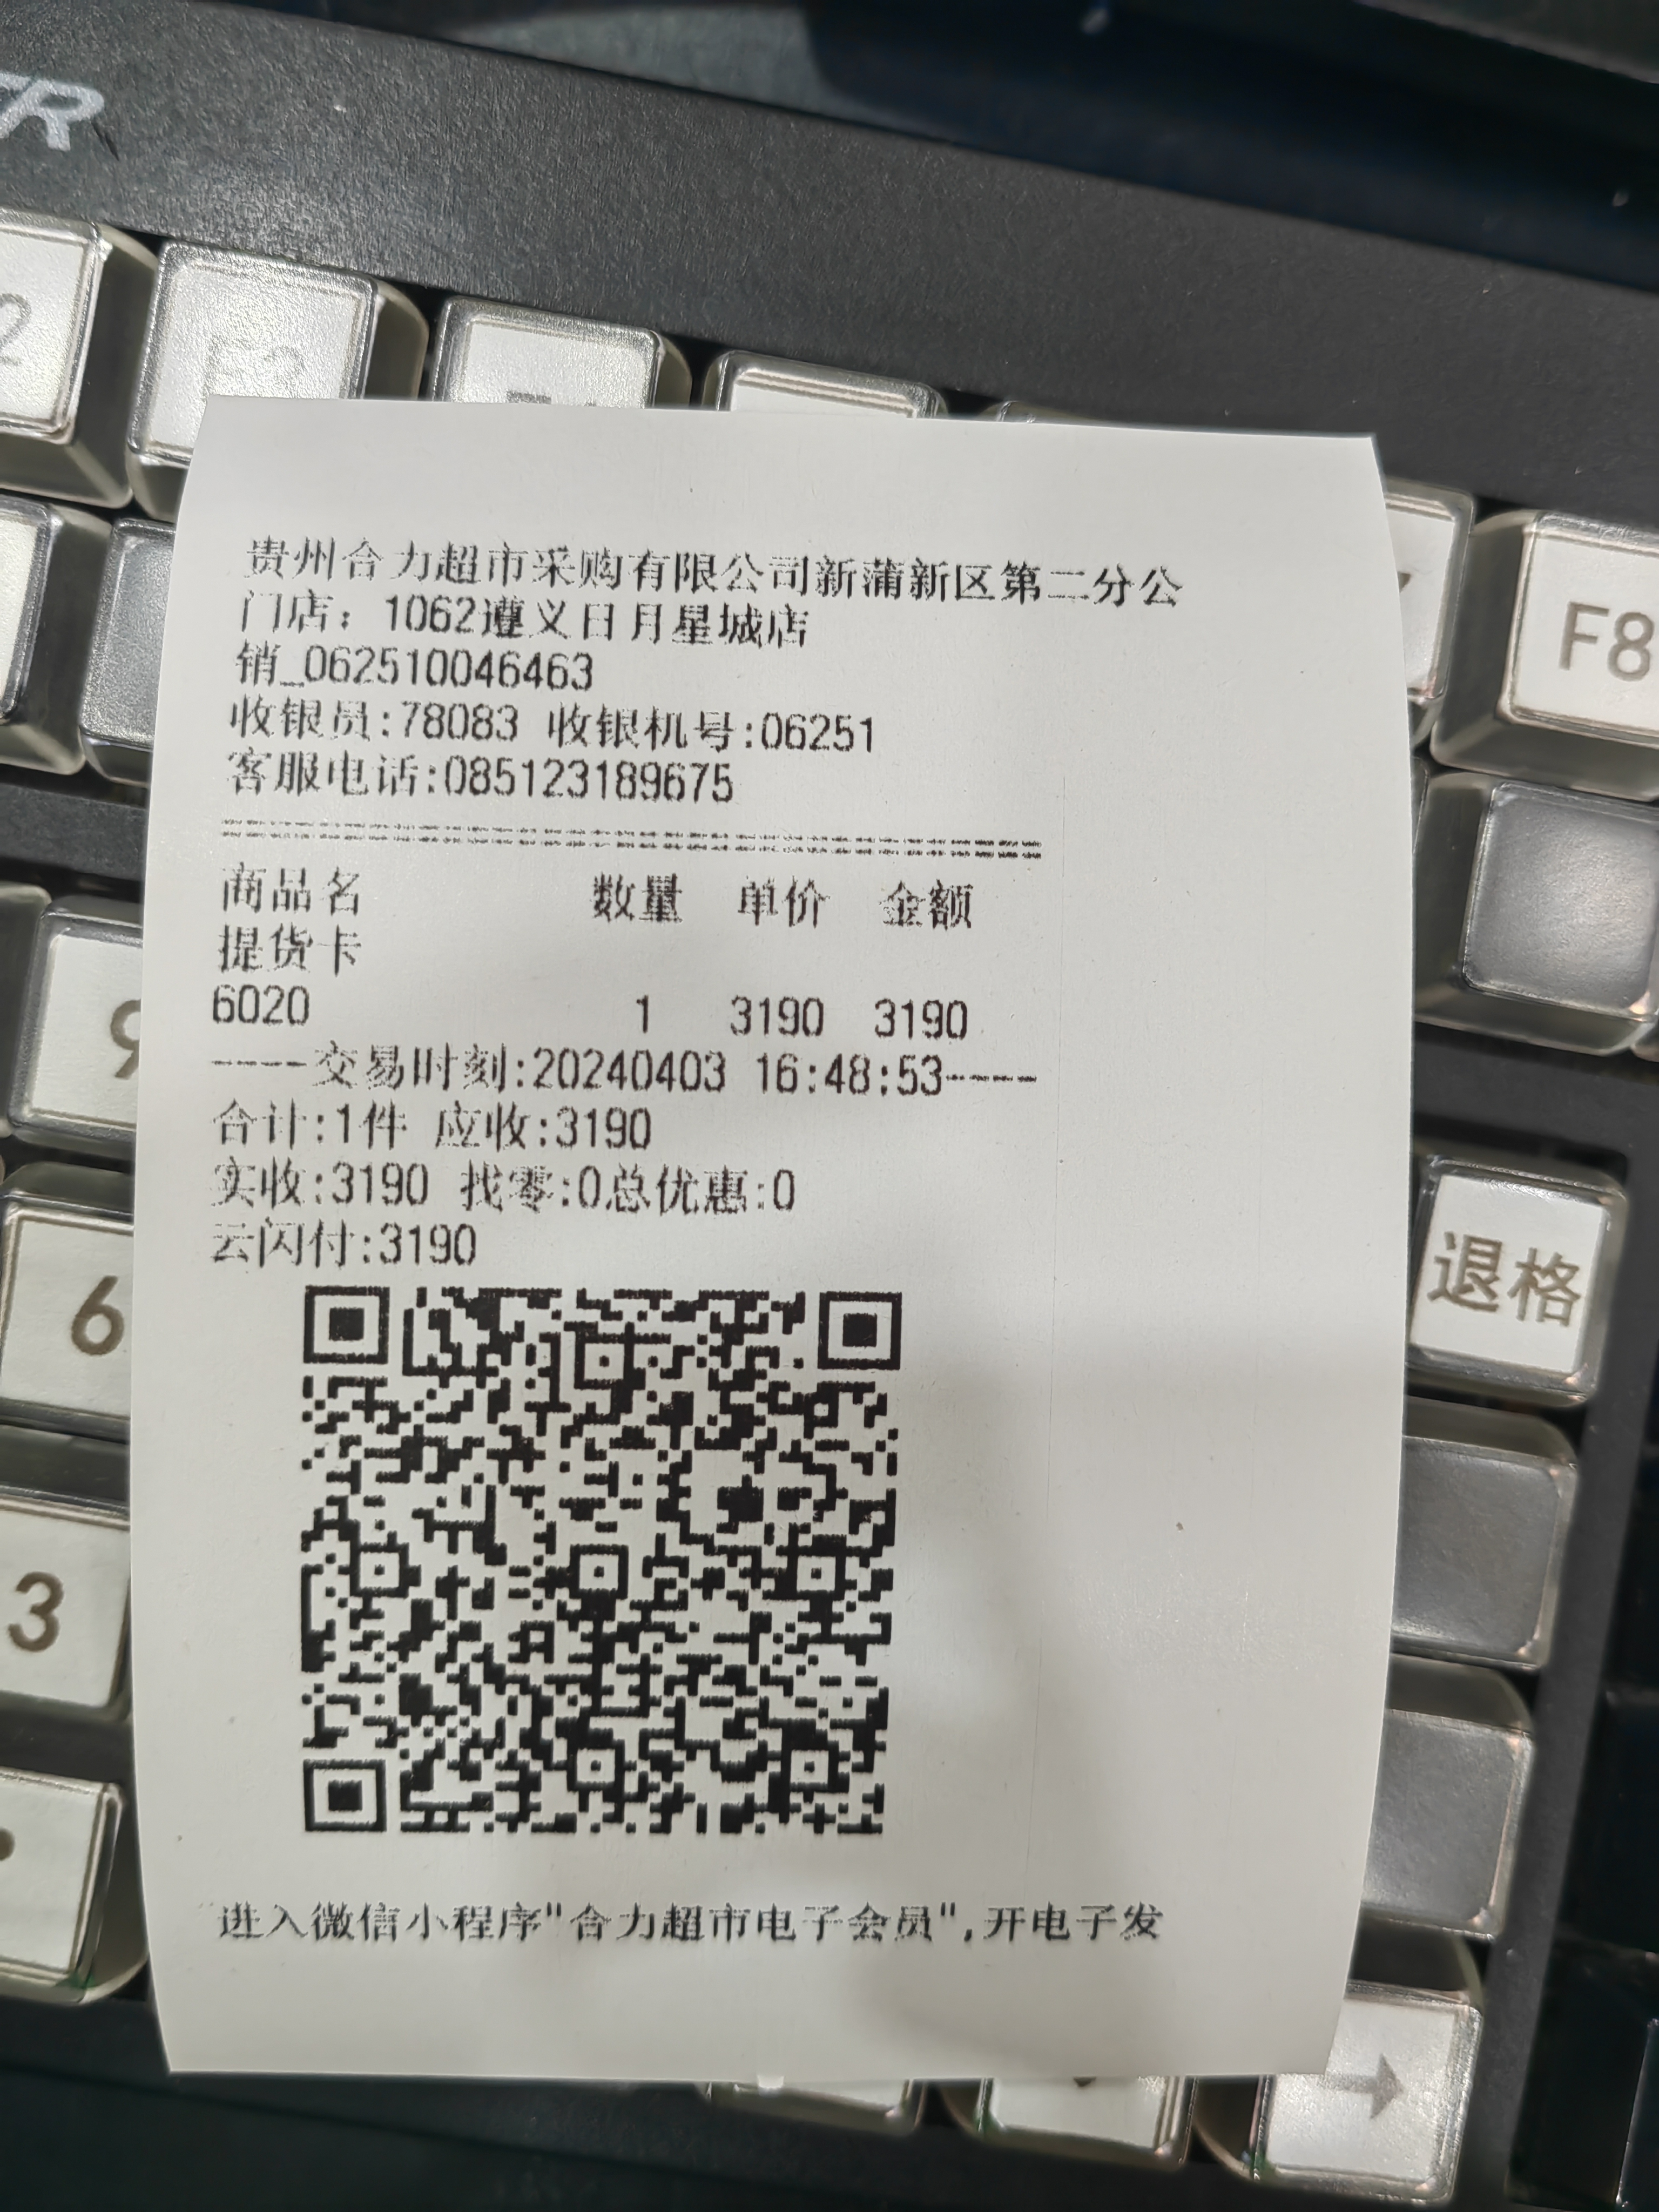 贵州合力超市采购有限公司新蒲新区第二分公
门店：1062遵义日月星城店
销_062510046463
收银员:78083 收银机号:06251
客服电话:085123189675
商品名 数量 单价 金额
提货卡
6020 1 3190 3190
----交易时刻:20240403 16:48:53----
合计:1件 应收:3190
实收:3190 找零:0总优惠:0
云闪付:3190
进入微信小程序"合力超市电子会员",开电子发
F8
9
6
退格
3
→